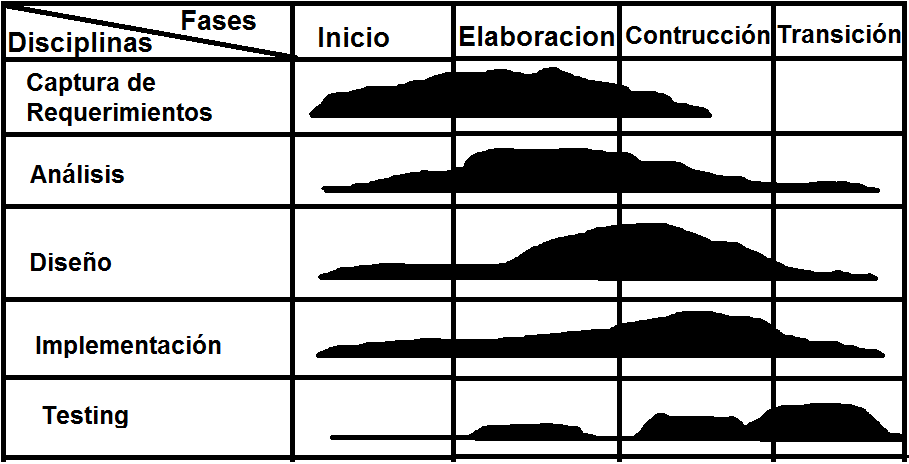 Fases
Disciplinas
Inicio
Elaboracion
Contrucción
Transición
Captura de
Requerimientos
Análisis
Diseño
Implementación
Testing